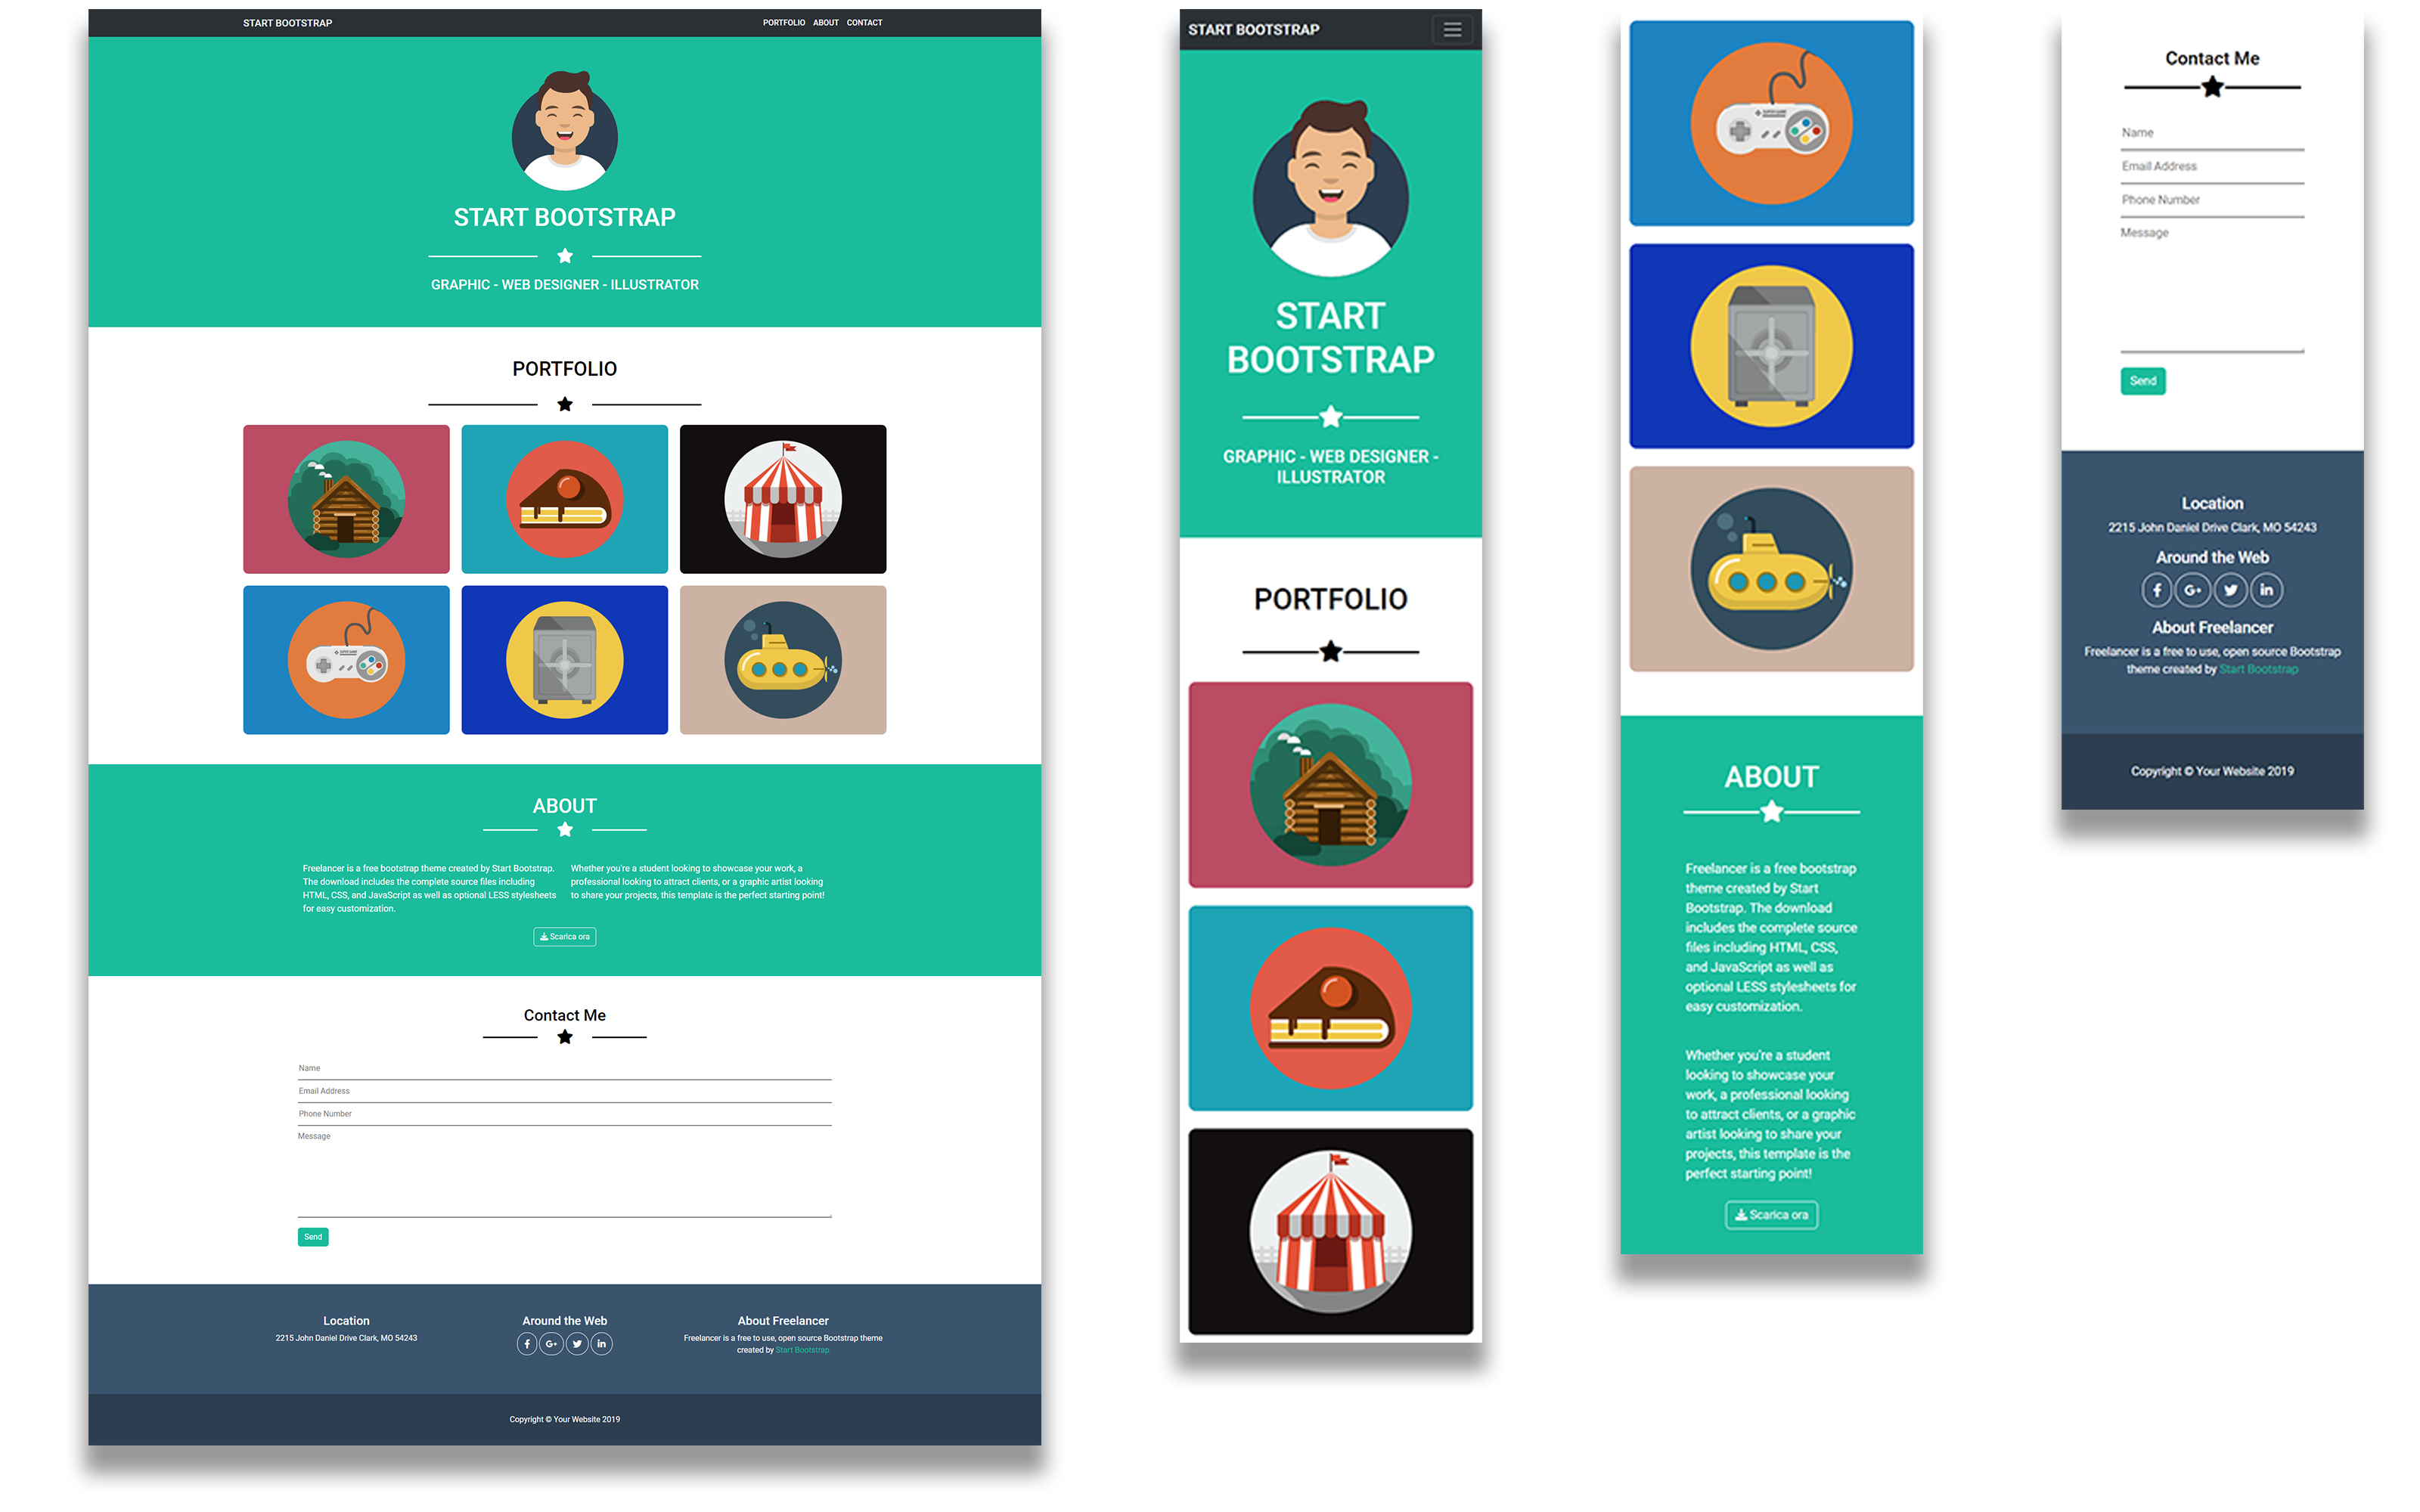 START BOOTSTRAP
PORTFOLIO ABOUT CONTACT
START BOOTSTRAP
GRAPHIC - WEB DESIGNER - ILLUSTRATOR
PORTFOLIO
ABOUT
Freelancer is a free bootstrap theme created by Start Bootstrap.
The download includes the complete source files including
HTML, CSS, and JavaScript as well as optional LESS stylesheets
for easy customization.
Whether you're a student looking to showcase your work, a
professional looking to attract clients, or a graphic artist looking
to share your projects, this template is the perfect starting point!
Scarica ora
Contact Me
Name
Email Address
Phone Number
Message
Send
Location
2215 John Daniel Drive Clark, MO 54243
Around the Web
f G+ in
About Freelancer
Freelancer is a free to use, open source Bootstrap theme
created by Start Bootstrap
Copyright © Your Website 2019
START BOOTSTRAP
START
BOOTSTRAP
GRAPHIC - WEB DESIGNER -
ILLUSTRATOR
PORTFOLIO
ABOUT
Freelancer is a free bootstrap
theme created by Start
Bootstrap. The download
includes the complete source
files including HTML, CSS,
and JavaScript as well as
optional LESS stylesheets for
easy customization.
Whether you're a student
looking to showcase your
work, a professional looking
to attract clients, or a graphic
artist looking to share your
projects, this template is the
perfect starting point!
Scarica ora
Contact Me
Name
Email Address
Phone Number
Message
Send
Location
2215 John Daniel Drive Clark, MO 54243
Around the Web
f G+ in
About Freelancer
Freelancer is a free to use, open source Bootstrap
theme created by Start Bootstrap
Copyright © Your Website 2019